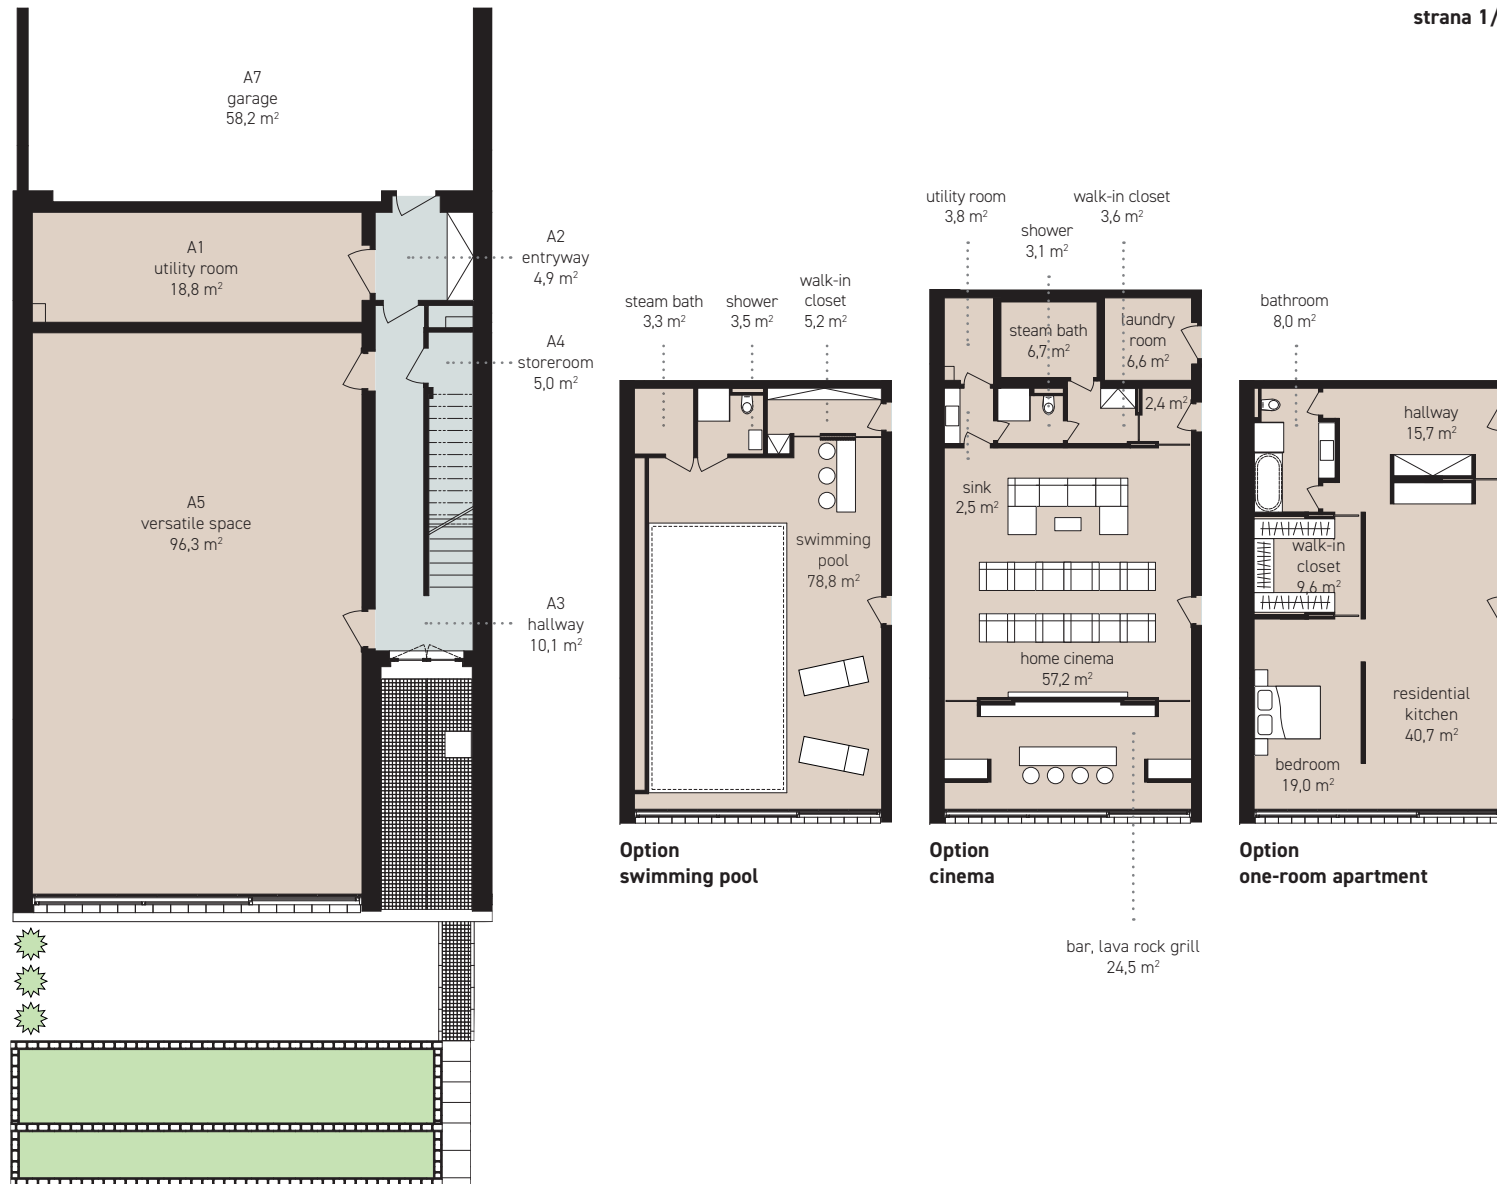 strana 1/
A7
garage
58,2 m²
A1
utility room
18,8 m²
A2
entryway
4,9 m²
A4
storeroom
5,0 m²
A5
versatile space
96,3 m²
A3
hallway
10,1 m²
steam bath
3,3 m²
shower
3,5 m²
walk-in
closet
5,2 m²
swimming
pool
78,8 m²
Option
swimming pool
utility room
3,8 m²
shower
3,1 m²
walk-in closet
3,6 m²
steam bath
6,7 m²
laundry
room
6,6 m²
2,4 m²
sink
2,5 m²
home cinema
57,2 m²
Option
cinema
bar, lava rock grill
24,5 m²
bathroom
8,0 m²
hallway
15,7 m²
walk-in
closet
9,6 m²
residential
kitchen
40,7 m²
bedroom
19,0 m²
Option
one-room apartment